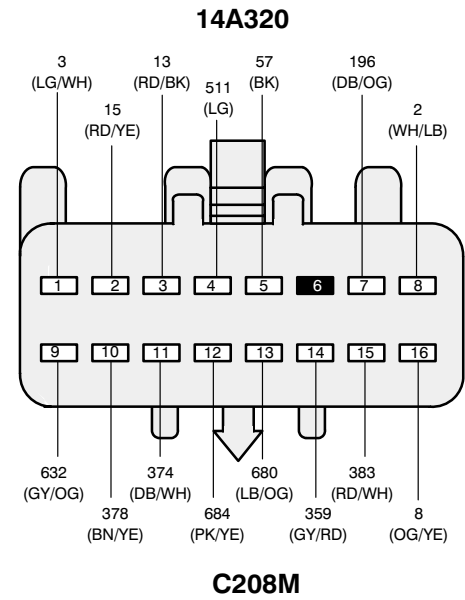 14A320
3 13 57 196
(LG/WH) (RD/BK) 511 (BK) (DB/OG)
15 (LG) 2
(RD/YE) (WH/LB)
1 2 3 4 5 6 7 8
9 10 11 12 13 14 15 16
632 374 680 383
(GY/OG) (DB/WH) (LB/OG) (RD/WH)
378 684 359 8
(BN/YE) (PK/YE) (GY/RD) (OG/YE)
C208M